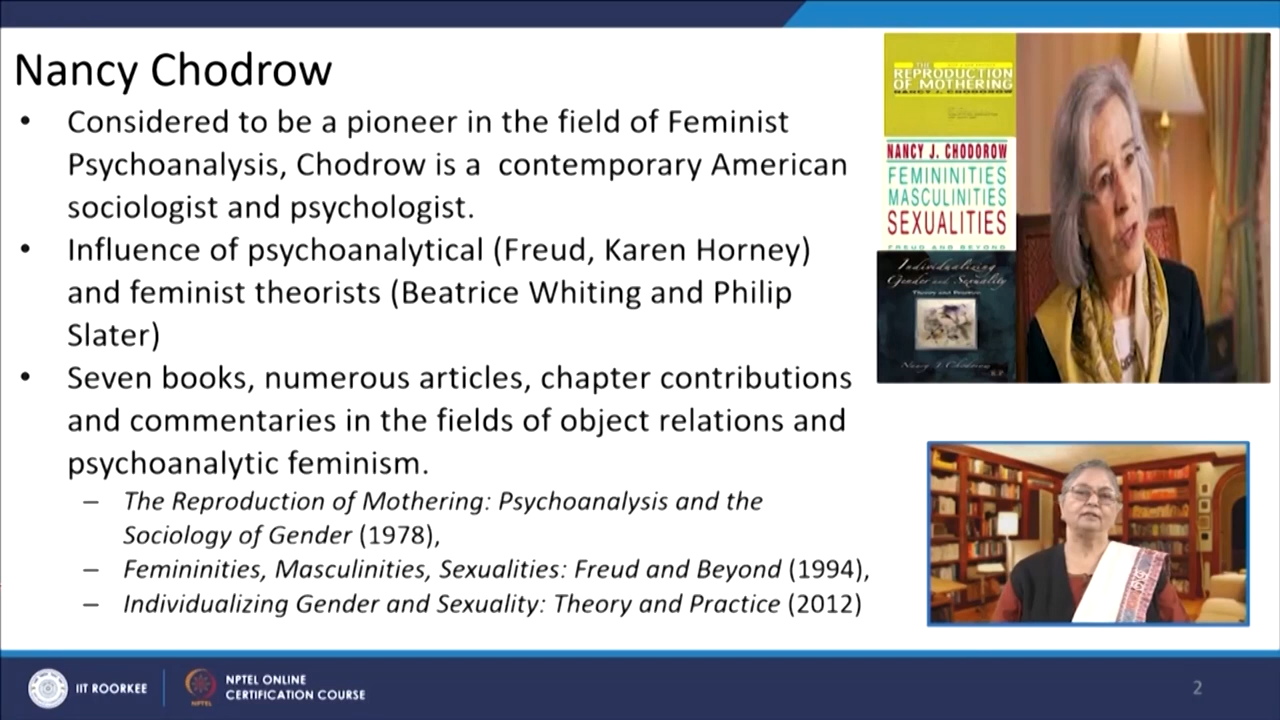 Nancy Chodrow
• Considered to be a pioneer in the field of Feminist
Psychoanalysis, Chodrow is a contemporary American
sociologist and psychologist.
• Influence of psychoanalytical (Freud, Karen Horney)
and feminist theorists (Beatrice Whiting and Philip
Slater)
• Seven books, numerous articles, chapter contributions
and commentaries in the fields of object relations and
psychoanalytic feminism.
– The Reproduction of Mothering: Psychoanalysis and the
Sociology of Gender (1978),
– Femininities, Masculinities, Sexualities: Freud and Beyond (1994),
– Individualizing Gender and Sexuality: Theory and Practice (2012)
THE
REPRODUCTION
OF MOTHERING
NANCY J. CHODOROW
NANCY J. CHODOROW
FEMININITIES
MASCULINITIES
SEXUALITIES
FREUD AND BEYOND
Individualizing
Gender and Sexuality
Theory and Practice
Nancy J. Chodorow
IIT ROORKEE
NPTEL
NPTEL ONLINE
CERTIFICATION COURSE
2